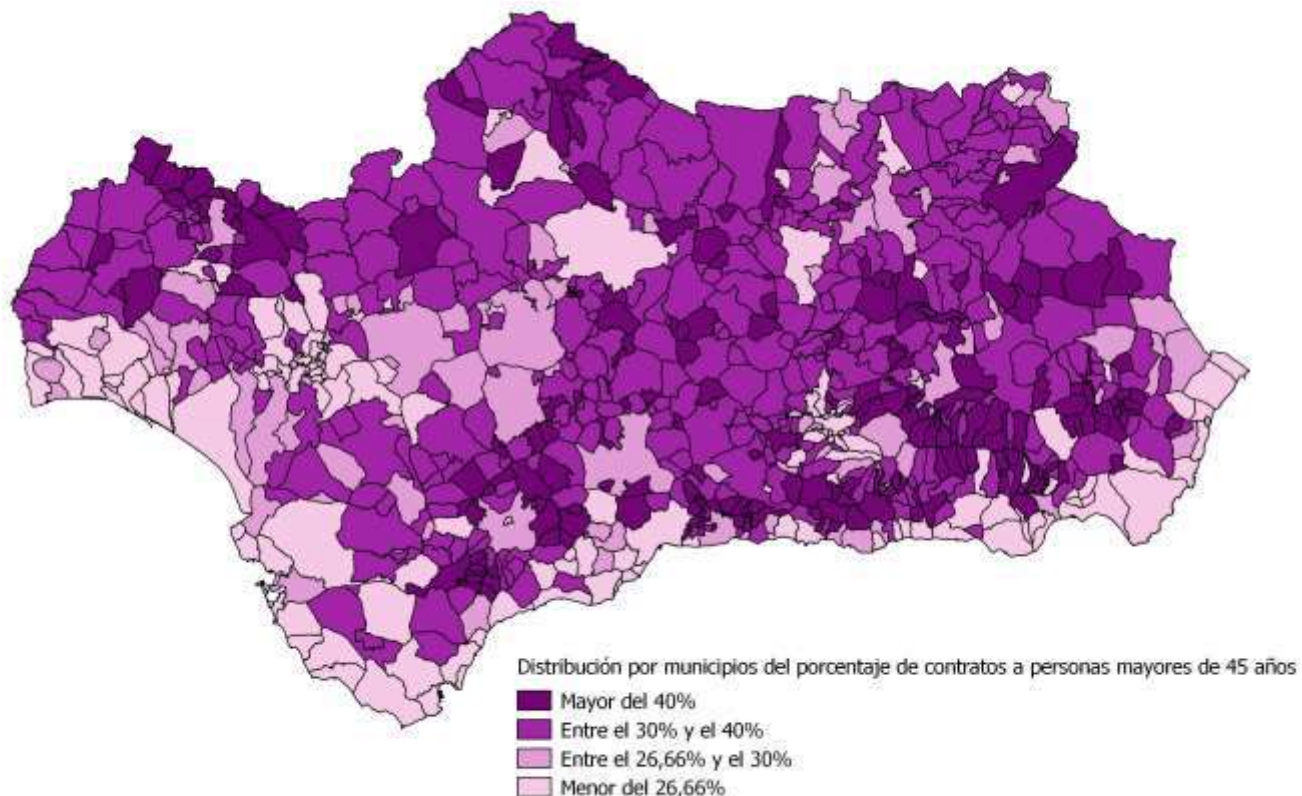 Distribución por municipios del porcentaje de contratos a personas mayores de 45 años
Mayor del 40%
Entre el 30% y el 40%
Entre el 26,66% y el 30%
Menor del 26,66%